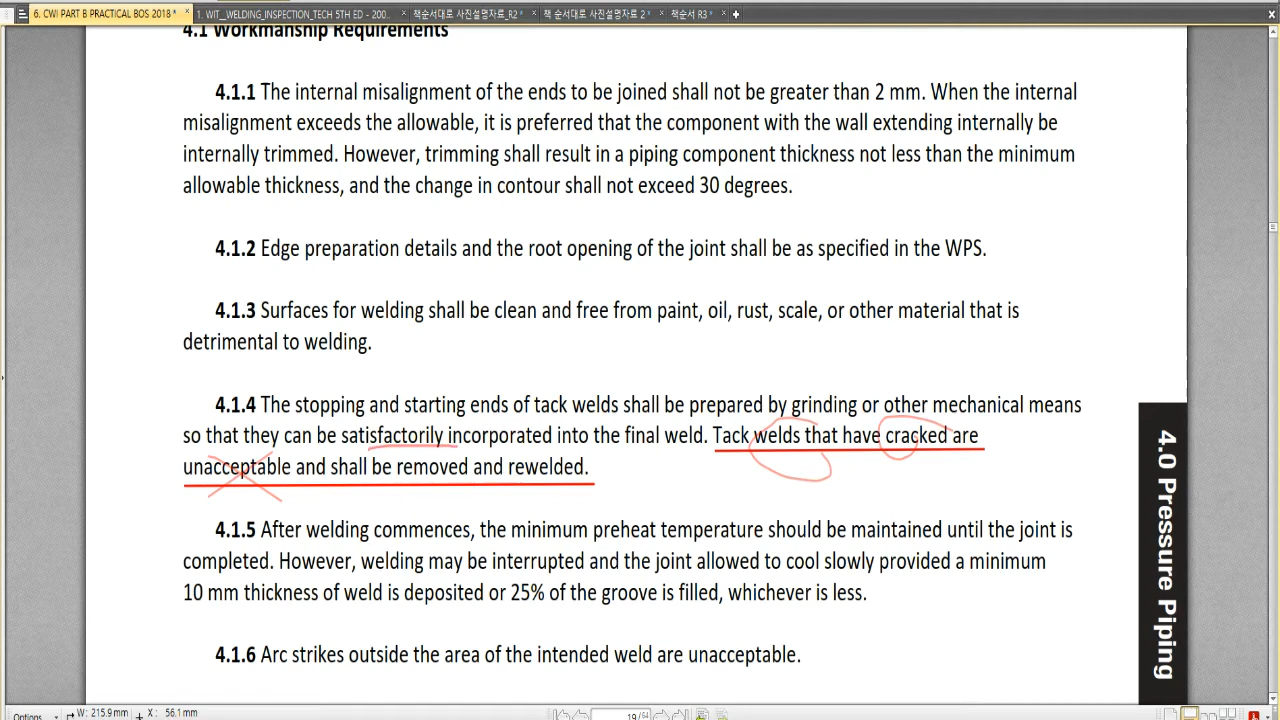 6. CWI PART B PRACTICAL BOS 2018* × 1. WIT_WELDING_INSPECTION_TECH 5TH ED - 200... × 책순서대로 사진설명자료_R2* × 책 순서대로 사진설명자료 2* × 책순서 R3* ×
4.1 Workmanship Requirements
4.1.1 The internal misalignment of the ends to be joined shall not be greater than 2 mm. When the internal
misalignment exceeds the allowable, it is preferred that the component with the wall extending internally be
internally trimmed. However, trimming shall result in a piping component thickness not less than the minimum
allowable thickness, and the change in contour shall not exceed 30 degrees.
4.1.2 Edge preparation details and the root opening of the joint shall be as specified in the WPS.
4.1.3 Surfaces for welding shall be clean and free from paint, oil, rust, scale, or other material that is
detrimental to welding.
4.1.4 The stopping and starting ends of tack welds shall be prepared by grinding or other mechanical means
so that they can be satisfactorily incorporated into the final weld. Tack welds that have cracked are
unacceptable and shall be removed and rewelded.
4.1.5 After welding commences, the minimum preheat temperature should be maintained until the joint is
completed. However, welding may be interrupted and the joint allowed to cool slowly provided a minimum
10 mm thickness of weld is deposited or 25% of the groove is filled, whichever is less.
4.1.6 Arc strikes outside the area of the intended weld are unacceptable.
4.0 Pressure Piping
Options W: 215.9 mm X: 56.1 mm 19/64